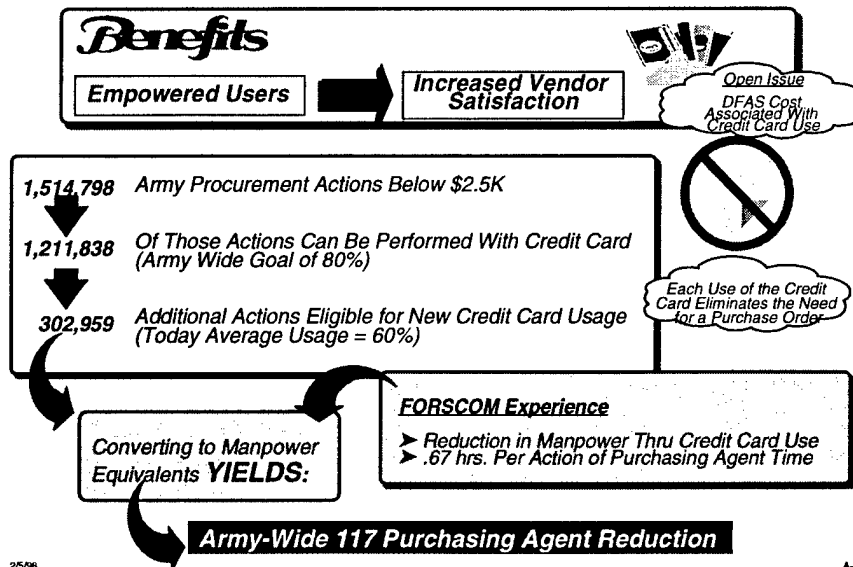 Benefits
Empowered Users
Increased Vendor
Satisfaction
Open Issue
DFAS Cost
Associated With
Credit Card Use
1,514,798 Army Procurement Actions Below $2.5K
1,211,838 Of Those Actions Can Be Performed With Credit Card
(Army Wide Goal of 80%)
302,959 Additional Actions Eligible for New Credit Card Usage
(Today Average Usage = 60%)
Each Use of the Credit
Card Eliminates the Need
for a Purchase Order
FORSCOM Experience
➤ Reduction in Manpower Thru Credit Card Use
➤ .67 hrs. Per Action of Purchasing Agent Time
Converting to Manpower
Equivalents YIELDS:
Army-Wide 117 Purchasing Agent Reduction
2/5/98